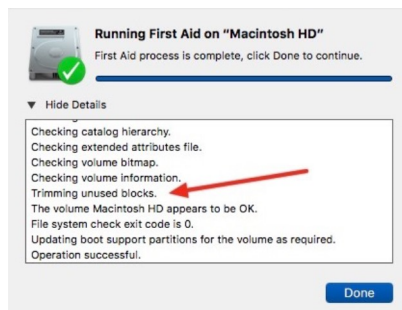 Running First Aid on "Macintosh HD"
First Aid process is complete, click Done to continue.
Hide Details
Checking catalog hierarchy.
Checking extended attributes file.
Checking volume bitmap.
Checking volume information.
Trimming unused blocks.
The volume Macintosh HD appears to be OK.
File system check exit code is 0.
Updating boot support partitions for the volume as required.
Operation successful.
Done